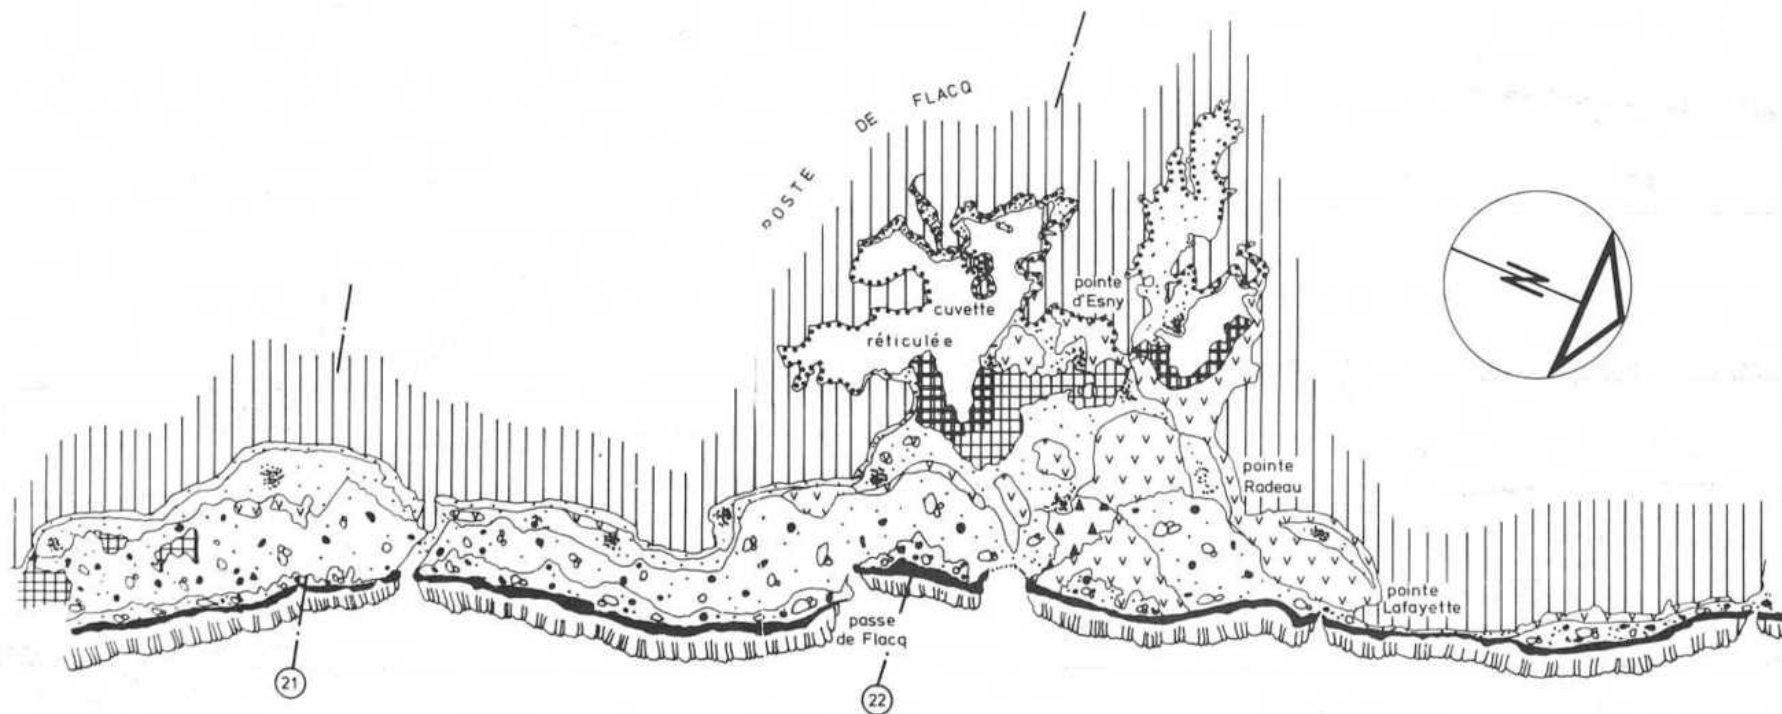 POSTE DE FLACQ
cuvette
réticulée
pointe
d'Esny
N
pointe
Radeau
pointe
Lafayette
passe
de Flacq
21
22